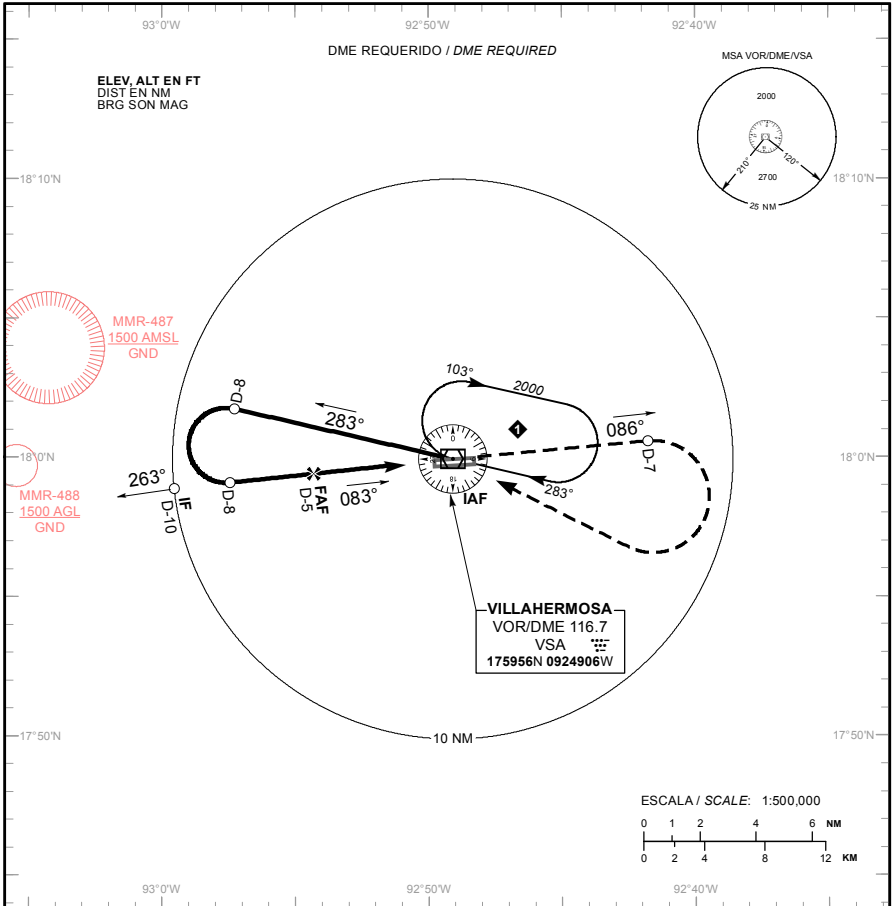 93°0'W
92°50'W
92°40'W
DME REQUERIDO / DME REQUIRED
ELEV, ALT EN FT
DIST EN NM
BRG SON MAG
MSA VOR/DME/VSA
2000
210°
120°
2700
25 NM
18°10'N
18°10'N
MMR-487
1500 AMSL
GND
D-8
283°
103°
2000
1
086°
D-7
283°
18°0'N
18°0'N
MMR-488
1500 AGL
GND
263°
IF
D-10
D-8
FAF
D-5
083°
0
18
IAF
VILLAHERMOSA
VOR/DME 116.7
VSA
175956N 0924906W
17°50'N
17°50'N
10 NM
ESCALA / SCALE: 1:500,000
0 1 2 4 6 NM
0 2 4 8 12 KM
93°0'W
92°50'W
92°40'W